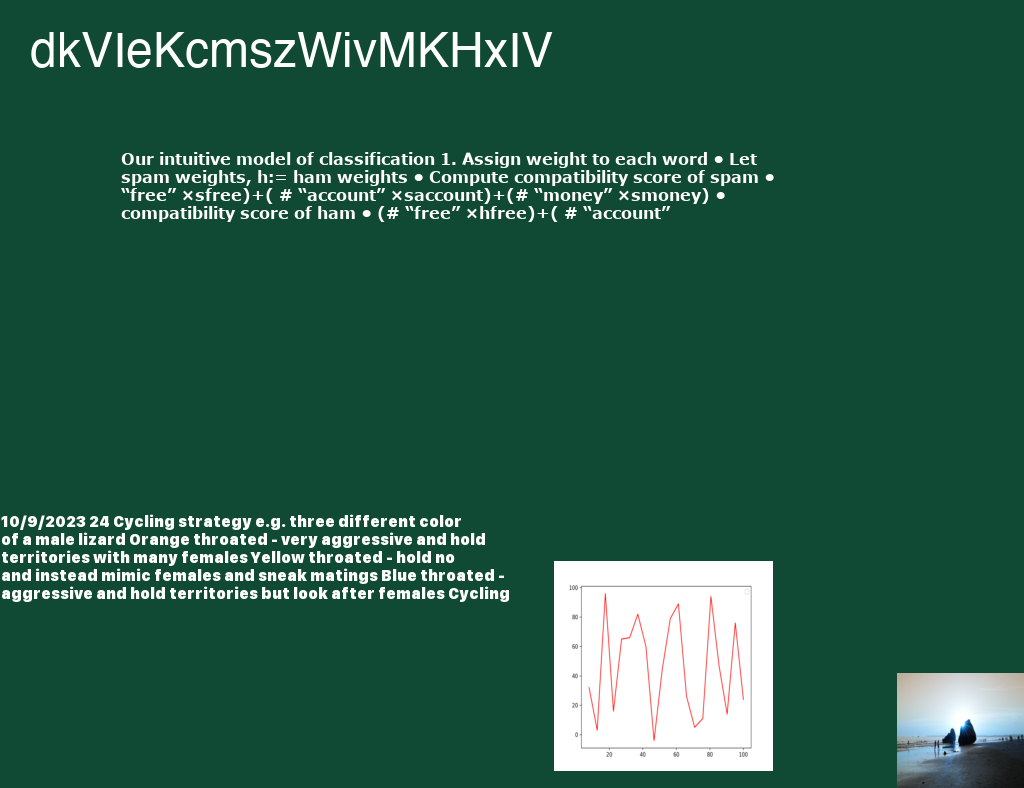 dkVIeKcmszWivMKHxIV
Our intuitive model of classification 1. Assign weight to each word • Let
spam weights, h:= ham weights • Compute compatibility score of spam •
“free” ×sfree)+( # “account” ×saccount)+(# “money” ×smoney) •
compatibility score of ham • (# “free” ×hfree)+( # “account”
10/9/2023 24 Cycling strategy e.g. three different color
of a male lizard Orange throated - very aggressive and hold
territories with many females Yellow throated - hold no
and instead mimic females and sneak matings Blue throated -
aggressive and hold territories but look after females Cycling
100
80
60
40
20
0
20 40 60 80 100